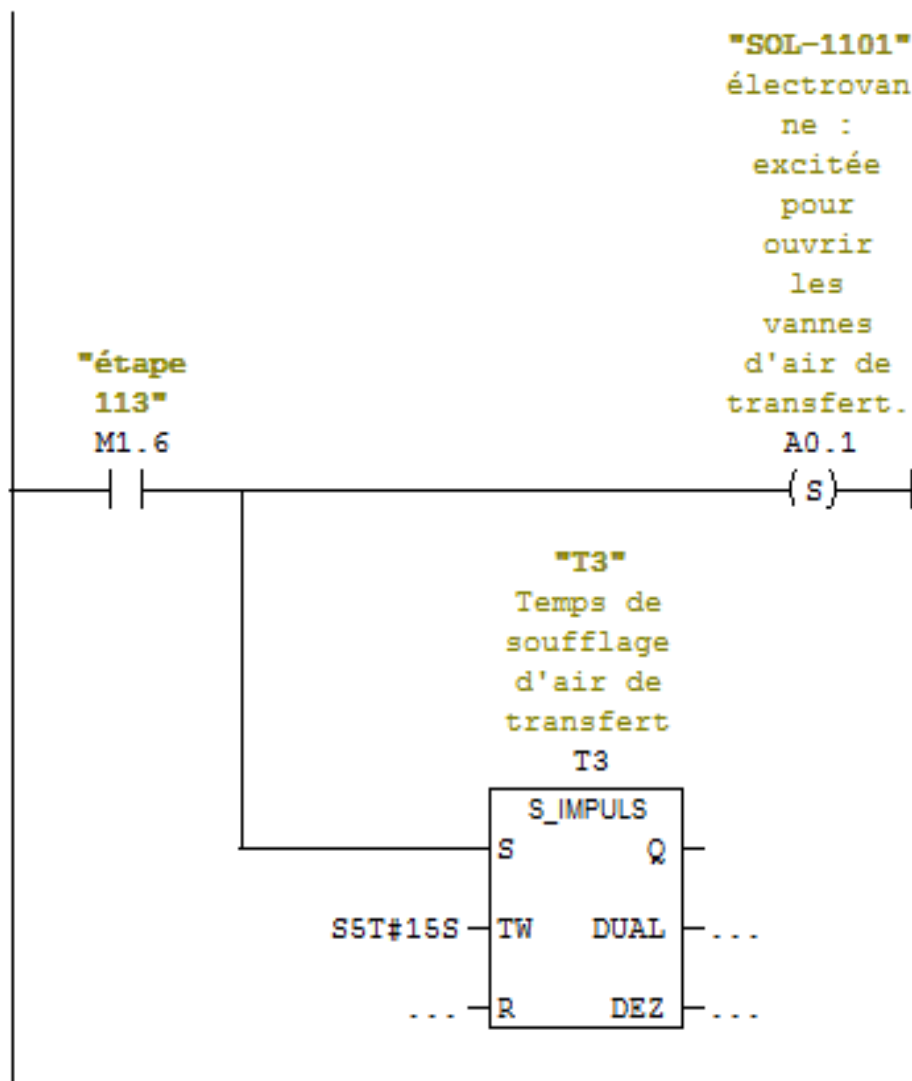 "SOL-1101"
électrovan
ne :
excitée
pour
ouvrir
les
vannes
d'air de
transfert.
"étape
113"
M1.6
A0.1
S
"T3"
Temps de
soufflage
d'air de
transfert
T3
S_IMPULS
S Q
S5T#15S TW DUAL ...
... R DEZ ...